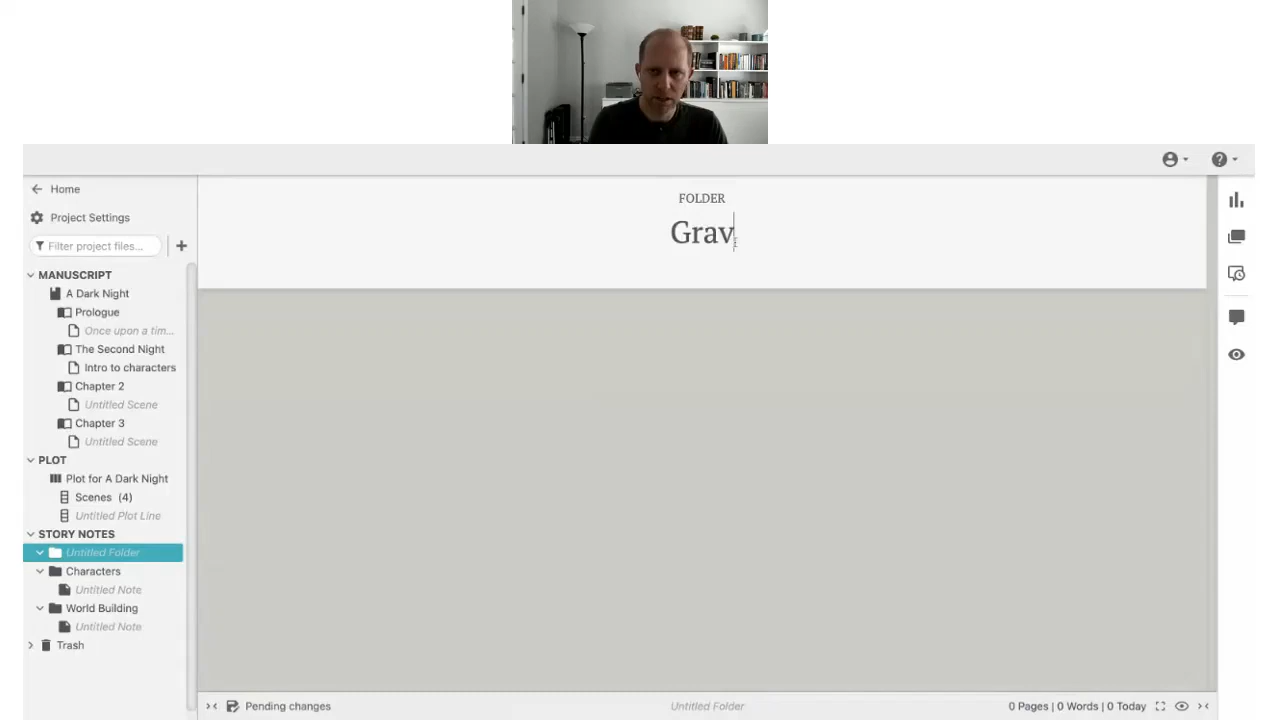 Home
Project Settings
Filter project files...
MANUSCRIPT
A Dark Night
Prologue
Once upon a tim...
The Second Night
Intro to characters
Chapter 2
Untitled Scene
Chapter 3
Untitled Scene
PLOT
Plot for A Dark Night
Scenes (4)
Untitled Plot Line
STORY NOTES
Untitled Folder
Characters
Untitled Note
World Building
Untitled Note
Trash
FOLDER
Grav
Pending changes
Untitled Folder
0 Pages | 0 Words | 0 Today